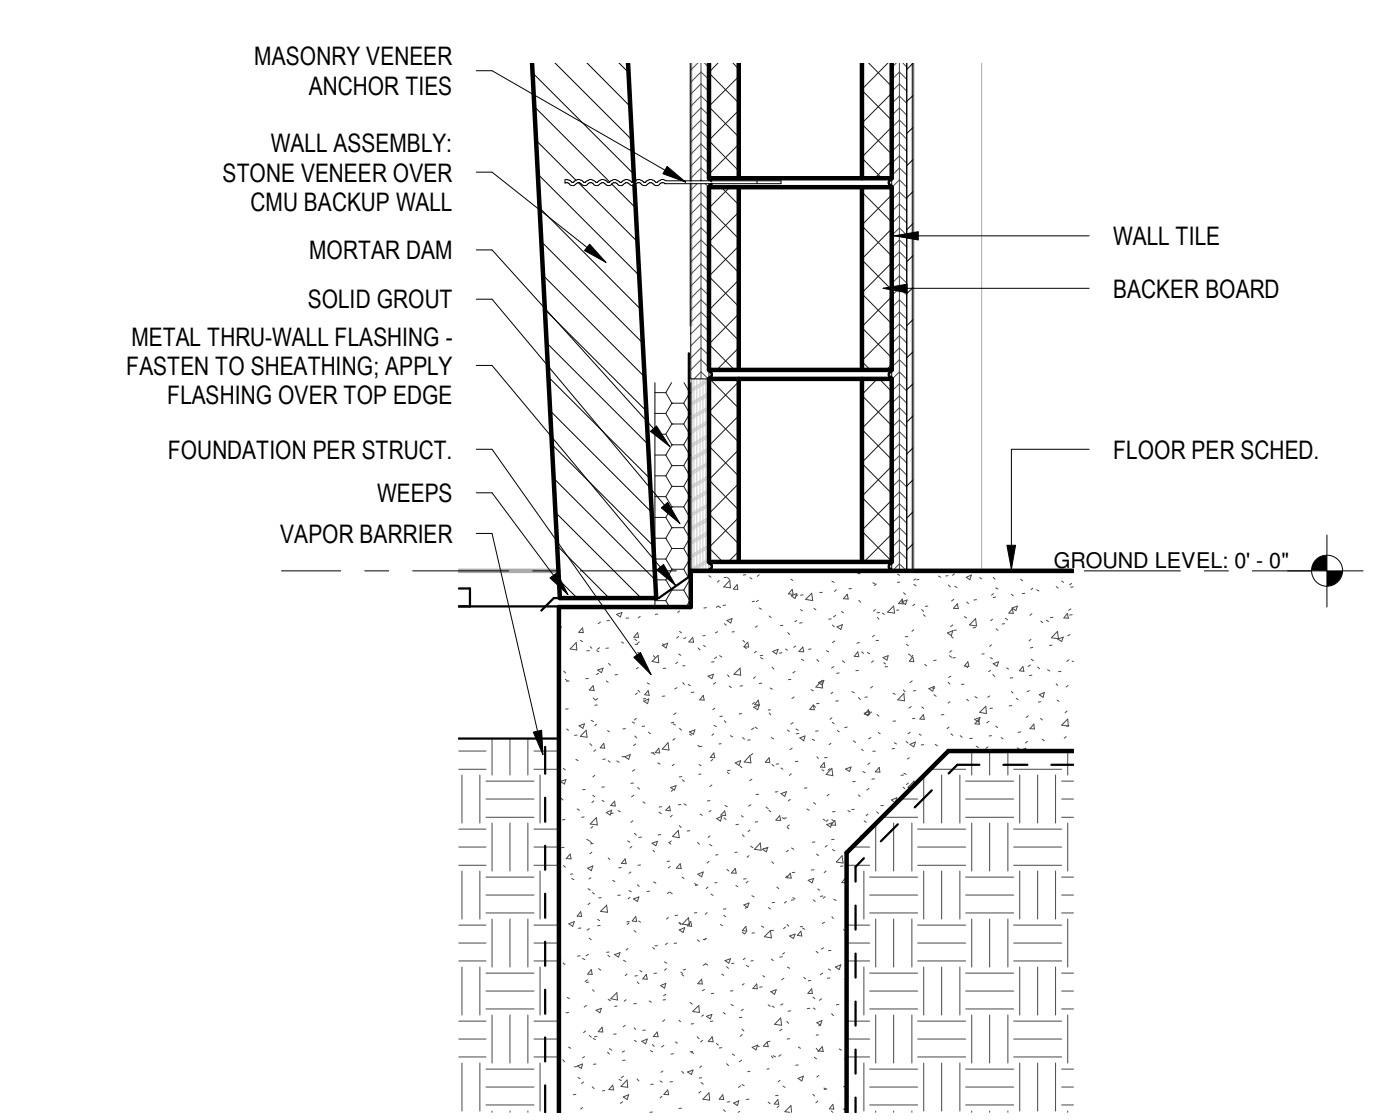 MASONRY VENEER
ANCHOR TIES
WALL ASSEMBLY:
STONE VENEER OVER
CMU BACKUP WALL
MORTAR DAM
SOLID GROUT
METAL THRU-WALL FLASHING -
FASTEN TO SHEATHING; APPLY
FLASHING OVER TOP EDGE
FOUNDATION PER STRUCT.
WEEPS
VAPOR BARRIER
WALL TILE
BACKER BOARD
FLOOR PER SCHED.
GROUND LEVEL: 0' - 0"